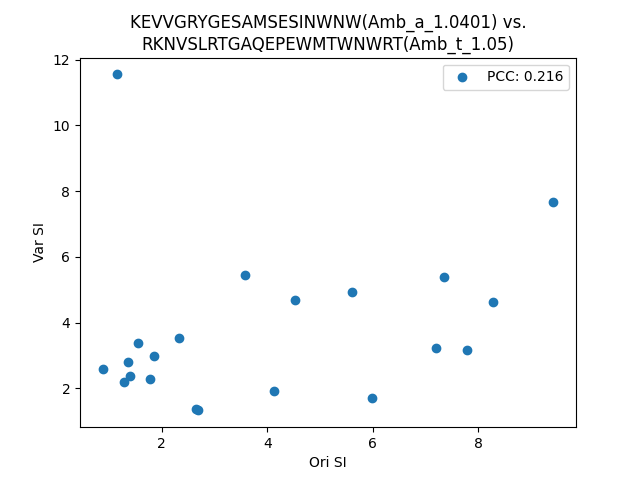 KEVVGRYGESAMSESINWNW(Amb_a_1.0401) vs.
RKNVSLRTGAQEPEWMTWNWRT(Amb_t_1.05)
PCC: 0.216
12
10
8
6
4
2
Var SI
2 4 6 8
Ori SI